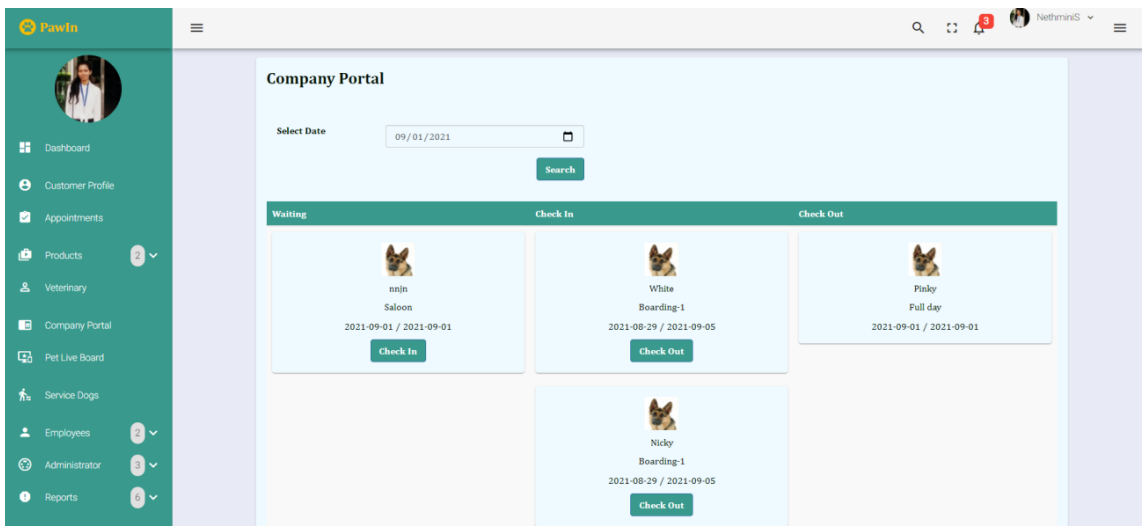 PawIn
3
NethminiS
Company Portal
Select Date
09/01/2021
Search
Dashboard
Customer Profile
Appointments
Products 2
Veterinary
Company Portal
Pet Live Board
Service Dogs
Employees 2
Administrator 3
Reports 6
Waiting Check In Check Out
nnjn
Saloon
2021-09-01 / 2021-09-01
Check In
White
Boarding-1
2021-08-29 / 2021-09-05
Check Out
Nicky
Boarding-1
2021-08-29 / 2021-09-05
Check Out
Pinky
Full day
2021-09-01 / 2021-09-01